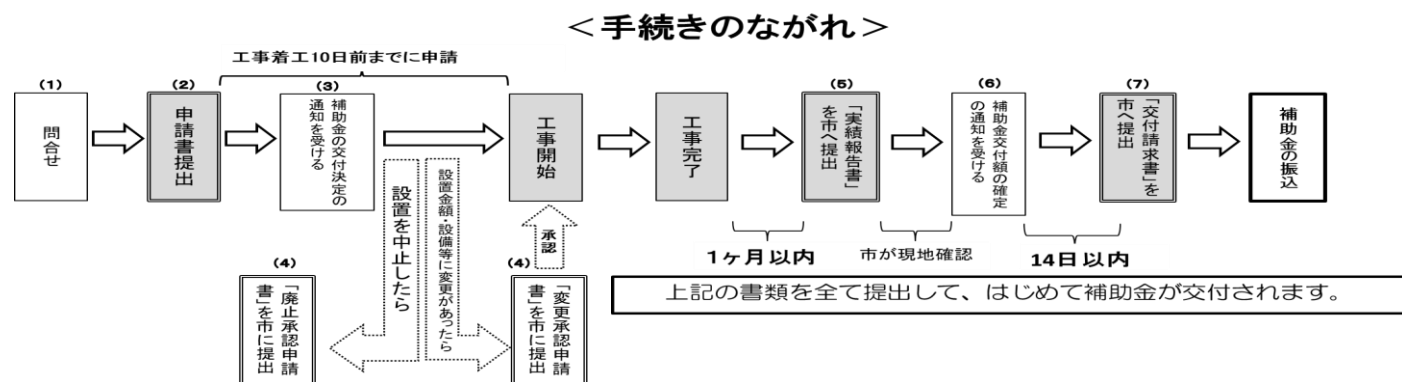 ＜手続きのながれ＞
工事着工10日前までに申請
(1)
問合せ
(2)
申請書提出
(3)
補助金の交付決定の
通知を受ける
工事開始
工事完了
(5)
「実績報告書」
を市へ提出
(6)
補助金交付額の確定
の通知を受ける
(7)
「交付請求書」を
市へ提出
補助金の振込
設置を中止したら
設置金額・設備等に変更があったら
承認
(4)
「廃止承認申請
書」を市に提出
(4)
「変更承認申請
書」を市に提出
1ヶ月以内
市が現地確認
14日以内
上記の書類を全て提出して、はじめて補助金が交付されます。